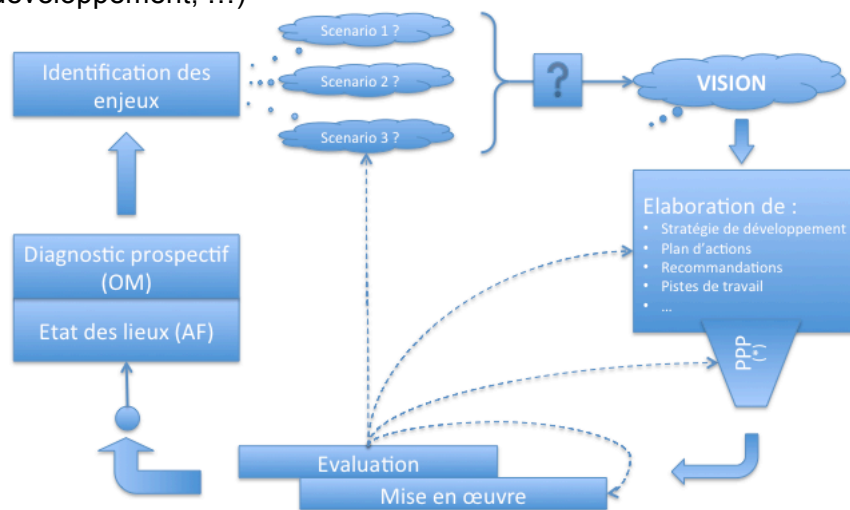 développement, …)
Identification des
enjeux
Scenario 1 ?
Scenario 2 ?
Scenario 3 ?
?
VISION
Elaboration de :
• Stratégie de développement
• Plan d'actions
• Recommandations
• Pistes de travail
• ...
PPP
(*)
Diagnostic prospectif
(OM)
Etat des lieux (AF)
Evaluation
Mise en œuvre